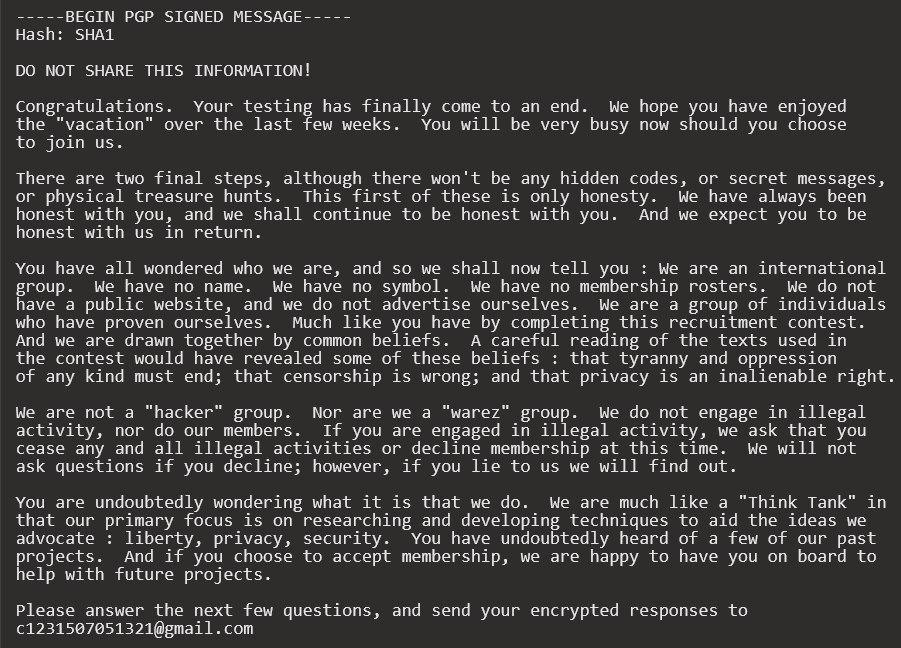 -----BEGIN PGP SIGNED MESSAGE-----
Hash: SHA1
DO NOT SHARE THIS INFORMATION!
Congratulations.  Your testing has finally come to an end.  We hope you have enjoyed
the "vacation" over the last few weeks.  You will be very busy now should you choose
to join us.
There are two final steps, although there won't be any hidden codes, or secret messages,
or physical treasure hunts.  This first of these is only honesty.  We have always been
honest with you, and we shall continue to be honest with you.  And we expect you to be
honest with us in return.
You have all wondered who we are, and so we shall now tell you : We are an international
group.  We have no name.  We have no symbol.  We have no membership rosters.  We do not
have a public website, and we do not advertise ourselves.  We are a group of individuals
who have proven ourselves.  Much like you have by completing this recruitment contest.
And we are drawn together by common beliefs.  A careful reading of the texts used in
the contest would have revealed some of these beliefs : that tyranny and oppression
of any kind must end; that censorship is wrong; and that privacy is an inalienable right.
We are not a "hacker" group.  Nor are we a "warez" group.  We do not engage in illegal
activity, nor do our members.  If you are engaged in illegal activity, we ask that you
cease any and all illegal activities or decline membership at this time.  We will not
ask questions if you decline; however, if you lie to us we will find out.
You are undoubtedly wondering what it is that we do.  We are much like a "Think Tank" in
that our primary focus is on researching and developing techniques to aid the ideas we
advocate : liberty, privacy, security.  You have undoubtedly heard of a few of our past
projects.  And if you choose to accept membership, we are happy to have you on board to
help with future projects.
Please answer the next few questions, and send your encrypted responses to
c1231507051321@gmail.com